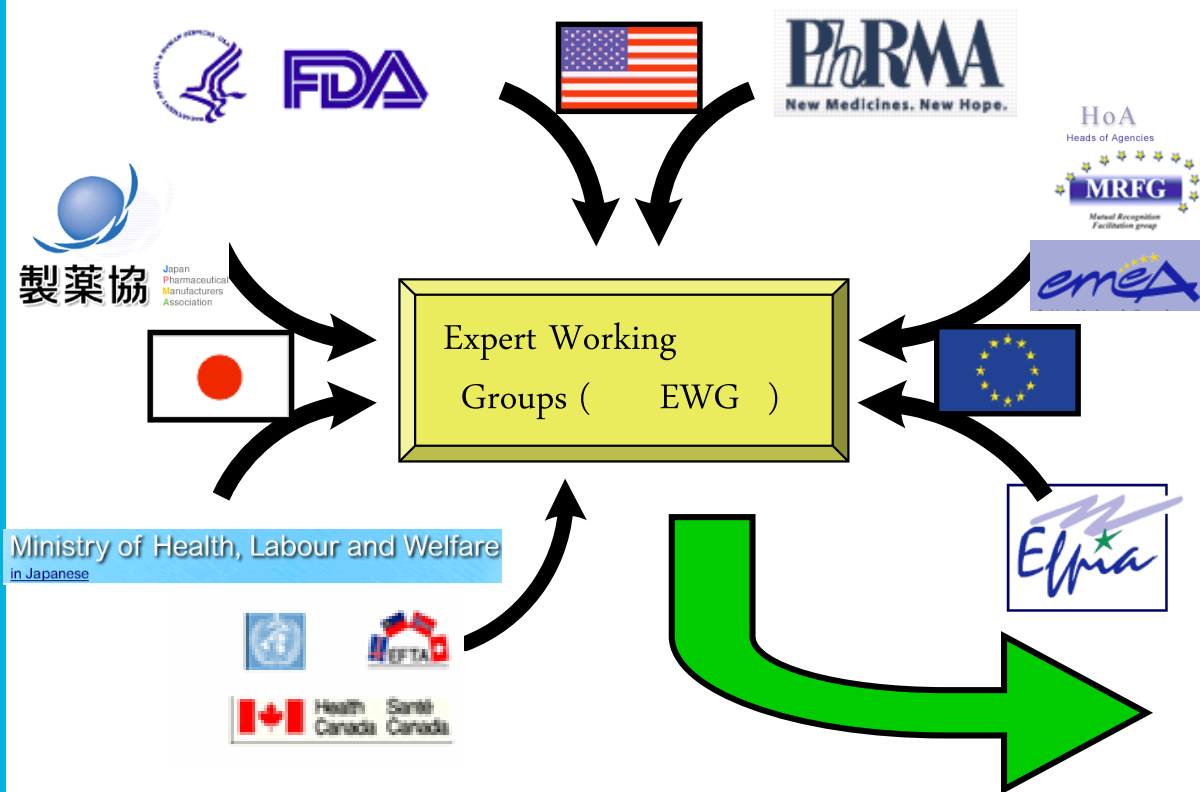 FDA
PhRMA
New Medicines. New Hope.
HoA
Heads of Agencies
MRFG
Mutual Recognition
Facilitation group
emeA
製薬協
Japan
Pharmaceutical
Manufacturers
Association
Expert Working
Groups ( EWG )
Ministry of Health, Labour and Welfare
in Japanese
Efpia
EFTA
Health Santé
Canada Canada